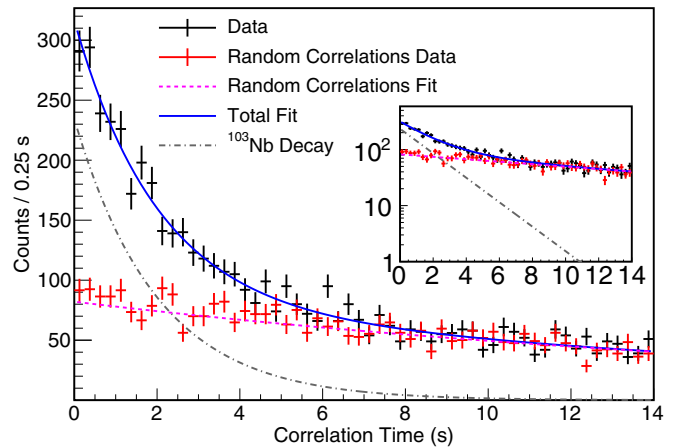 Data
Random Correlations Data
Random Correlations Fit
Total Fit
¹⁰³Nb Decay
Counts / 0.25 s
300
250
200
150
100
50
0 2 4 6 8 10 12 14
Correlation Time (s)
10²
10
1
0 2 4 6 8 10 12 14